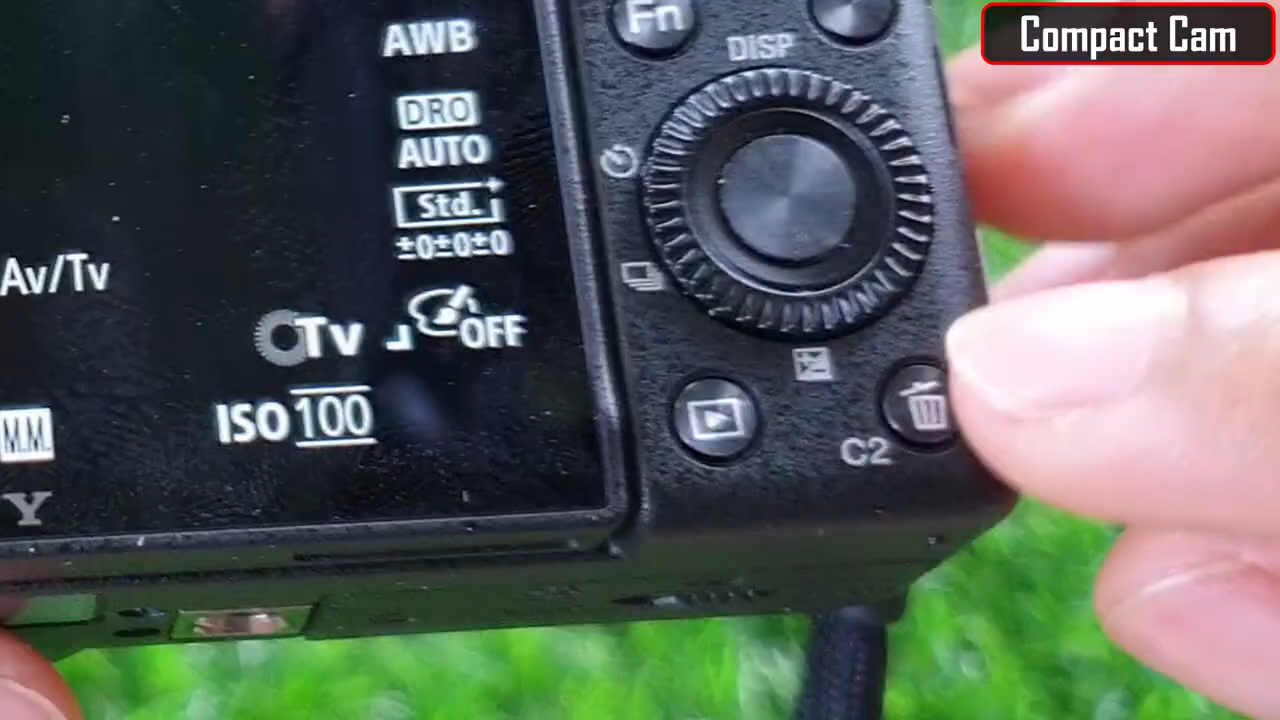 Compact Cam
Fn
DISP
AWB
DRO
AUTO
Std.
±0±0±0
Av/Tv
Tv
OFF
ISO 100
M.M.
Y
C2